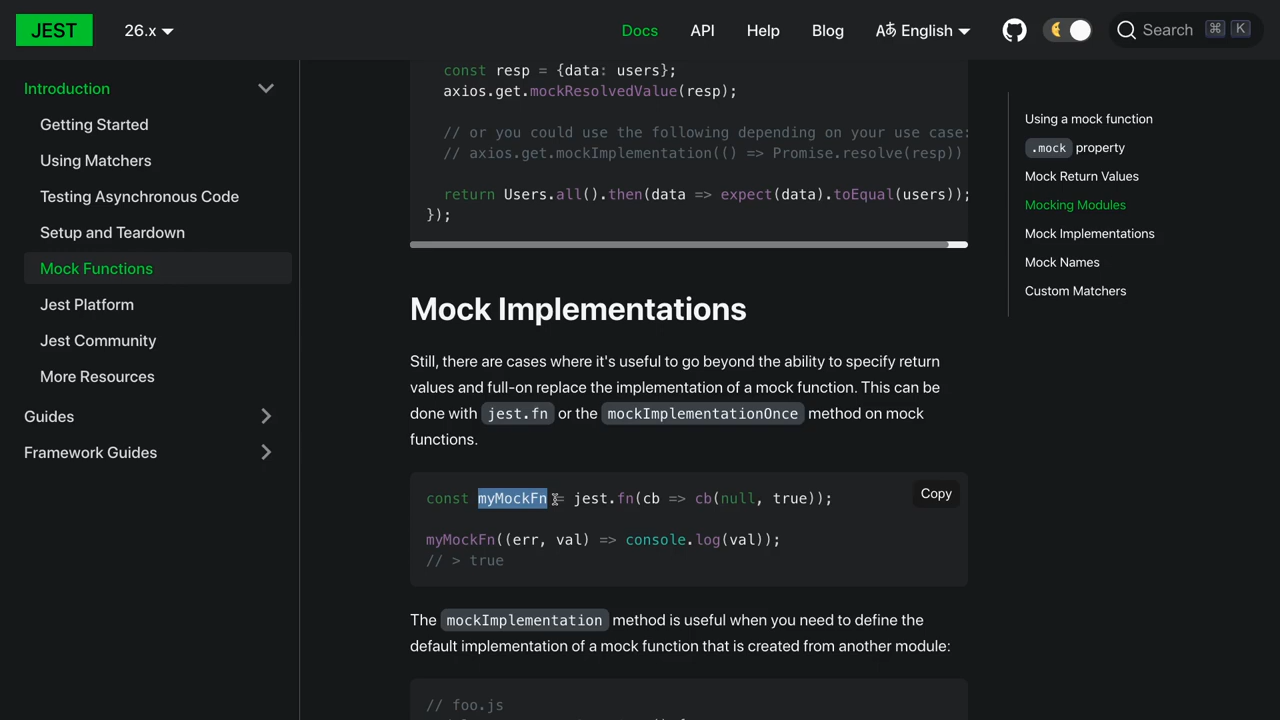 JEST
26.x
Docs
API
Help
Blog
English
Search
⌘ K
Introduction
Getting Started
Using Matchers
Testing Asynchronous Code
Setup and Teardown
Mock Functions
Jest Platform
Jest Community
More Resources
Guides
Framework Guides
const resp = {data: users};
axios.get.mockResolvedValue(resp);
// or you could use the following depending on your use case:
// axios.get.mockImplementation(() => Promise.resolve(resp))
return Users.all().then(data => expect(data).toEqual(users));
});
Mock Implementations
Still, there are cases where it's useful to go beyond the ability to specify return
values and full-on replace the implementation of a mock function. This can be
done with jest.fn or the mockImplementationOnce method on mock
functions.
const myMockFn = jest.fn(cb => cb(null, true));
Copy
myMockFn((err, val) => console.log(val));
// > true
The mockImplementation method is useful when you need to define the
default implementation of a mock function that is created from another module:
// foo.js
Using a mock function
.mock property
Mock Return Values
Mocking Modules
Mock Implementations
Mock Names
Custom Matchers